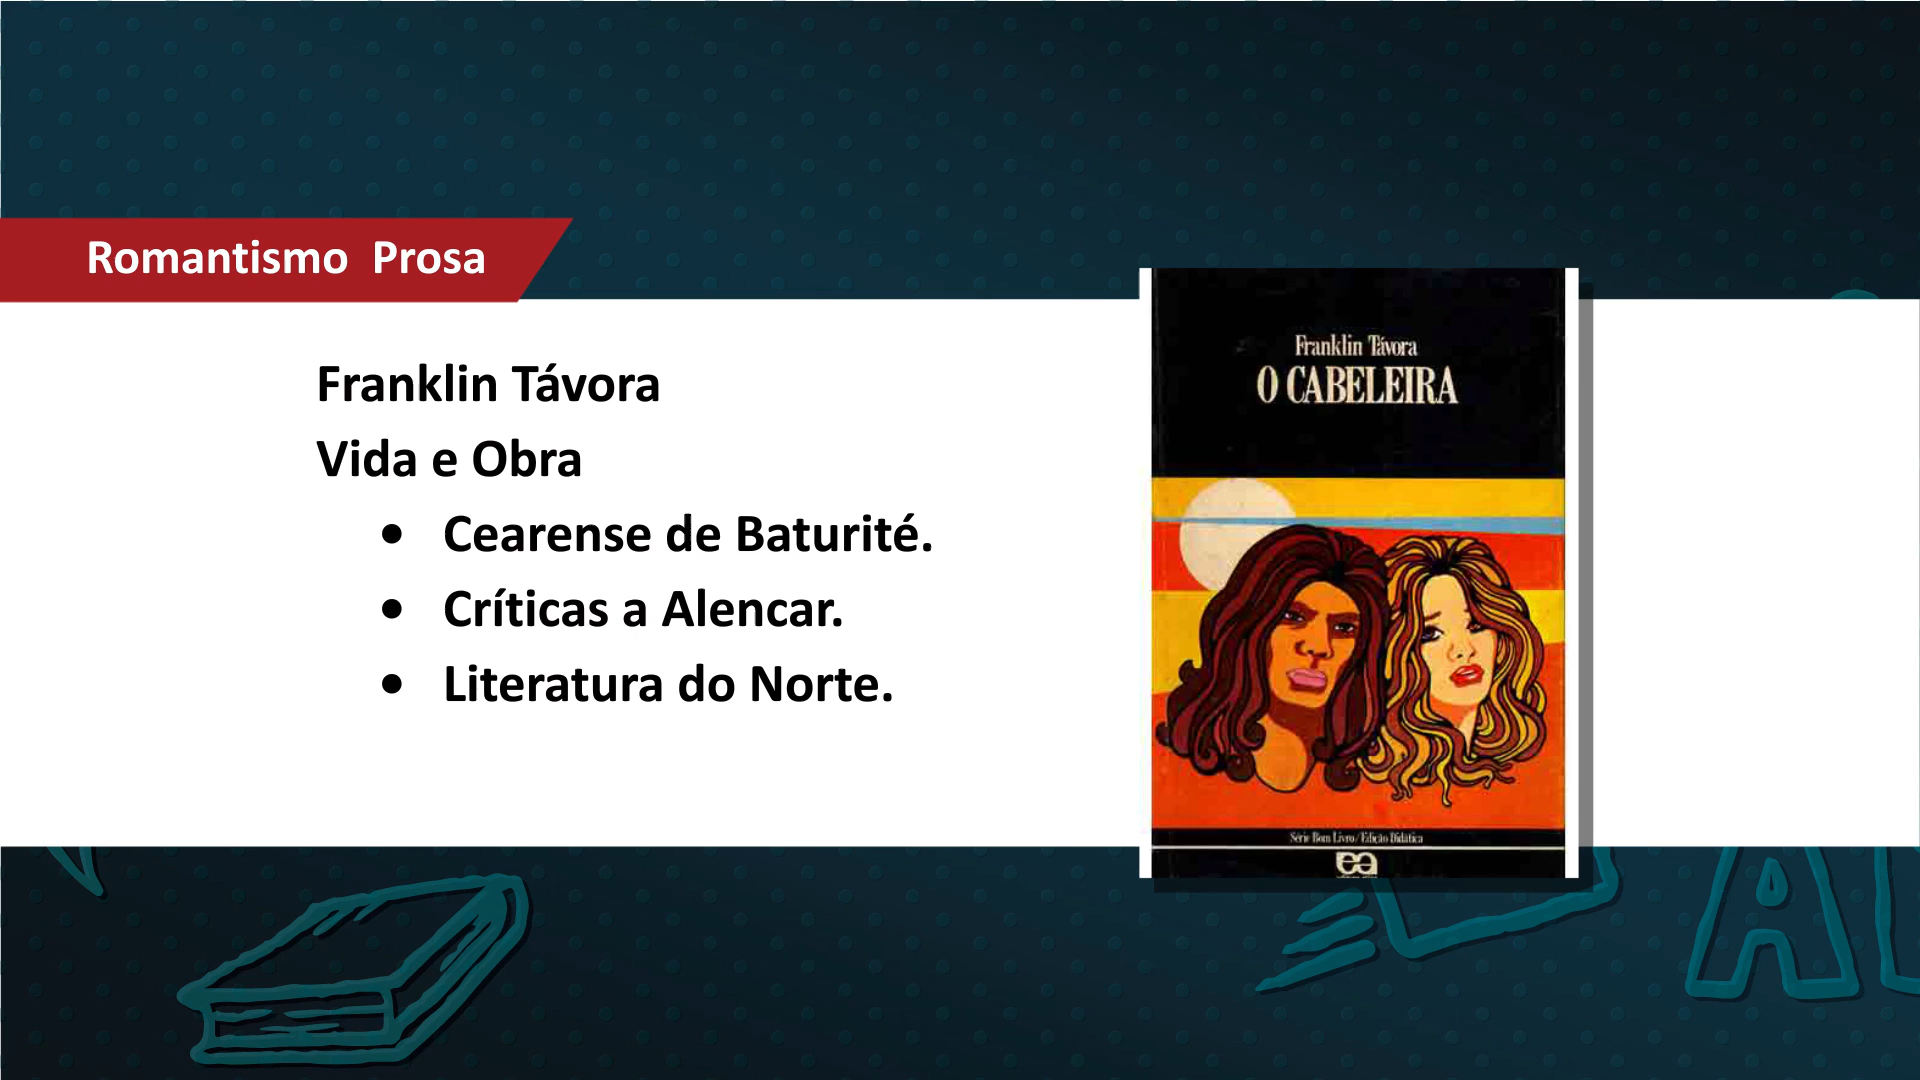 Romantismo Prosa
Franklin Távora
Vida e Obra
• Cearense de Baturité.
• Críticas a Alencar.
• Literatura do Norte.
Franklin Távora
O CABELEIRA
Série Bom Livro/Edição Didática